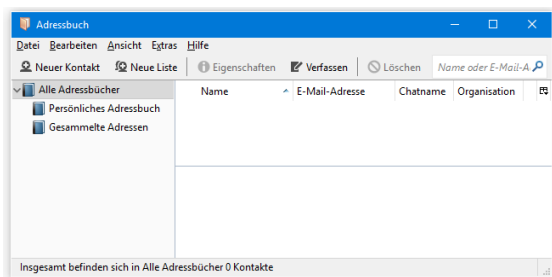 Adressbuch
Datei Bearbeiten Ansicht Extras Hilfe
Neuer Kontakt Neue Liste Eigenschaften Verfassen Löschen Name oder E-Mail-A
Alle Adressbücher Name E-Mail-Adresse Chatname Organisation
Persönliches Adressbuch
Gesammelte Adressen
Insgesamt befinden sich in Alle Adressbücher 0 Kontakte